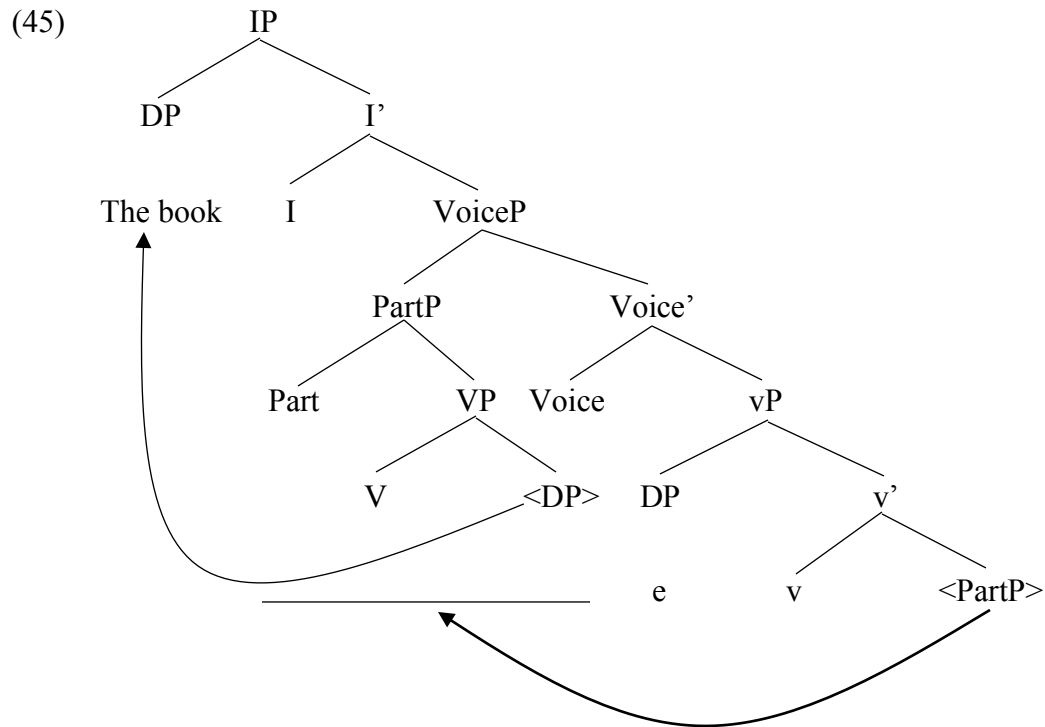 (45) IP
DP I’
The book I VoiceP
PartP Voice’
Part VP Voice vP
V <DP> DP v’
e v <PartP>